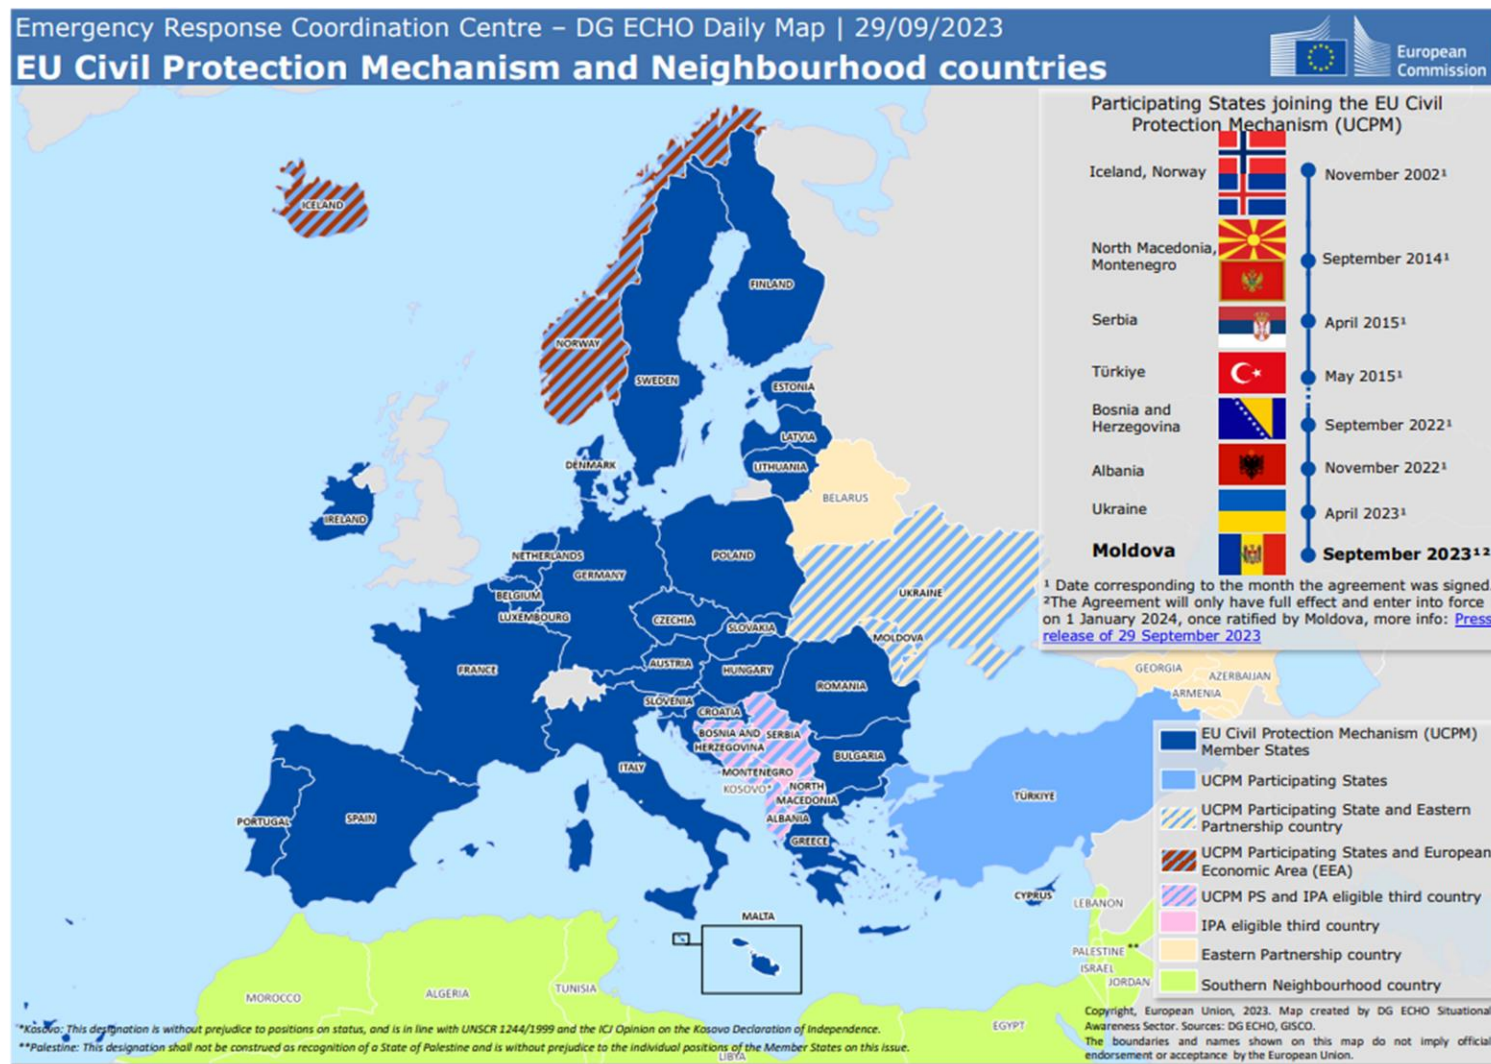 Emergency Response Coordination Centre – DG ECHO Daily Map | 29/09/2023
EU Civil Protection Mechanism and Neighbourhood countries
European
Commission
Participating States joining the EU Civil
Protection Mechanism (UCPM)
Iceland, Norway
November 2002¹
North Macedonia,
Montenegro
September 2014¹
Serbia
April 2015¹
Türkiye
May 2015¹
Bosnia and
Herzegovina
September 2022¹
Albania
November 2022¹
Ukraine
April 2023¹
Moldova
September 2023¹²
¹ Date corresponding to the month the agreement was signed.
²The Agreement will only have full effect and enter into force
on 1 January 2024, once ratified by Moldova, more info: Press
release of 29 September 2023
ICELAND
FINLAND
NORWAY
SWEDEN
ESTONIA
LATVIA
DENMARK
LITHUANIA
BELARUS
IRELAND
NETHERLANDS
POLAND
GERMANY
UKRAINE
BELGIUM
LUXEMBOURG
CZECHIA
SLOVAKIA
MOLDOVA
FRANCE
AUSTRIA
HUNGARY
ROMANIA
GEORGIA
AZERBAIJAN
ARMENIA
SLOVENIA
CROATIA
BOSNIA AND
HERZEGOVINA
SERBIA
BULGARIA
ITALY
MONTENEGRO
KOSOVO*
NORTH
MACEDONIA
TÜRKIYE
PORTUGAL
SPAIN
ALBANIA
GREECE
CYPRUS
LEBANON
MALTA
PALESTINE **
ISRAEL
JORDAN
MOROCCO
ALGERIA
TUNISIA
EGYPT
LIBYA
EU Civil Protection Mechanism (UCPM)
Member States
UCPM Participating States
UCPM Participating State and Eastern
Partnership country
UCPM Participating States and European
Economic Area (EEA)
UCPM PS and IPA eligible third country
IPA eligible third country
Eastern Partnership country
Southern Neighbourhood country
*Kosovo: This designation is without prejudice to positions on status, and is in line with UNSCR 1244/1999 and the ICJ Opinion on the Kosovo Declaration of Independence.
**Palestine: This designation shall not be construed as recognition of a State of Palestine and is without prejudice to the individual positions of the Member States on this issue.
Copyright, European Union, 2023. Map created by DG ECHO Situational
Awareness Sector. Sources: DG ECHO, GISCO.
The boundaries and names shown on this map do not imply official
endorsement or acceptance by the European Union.